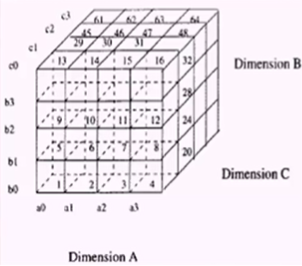 c3 61 62 63 64
c2 45 46 47 48
c1 29 30 31
c0 13 14 15 16 32
Dimension B
b3 28
b2 9 10 11 12 24
b1 5 6 7 8 20
Dimension C
b0 1 2 3 4
a0 a1 a2 a3
Dimension A